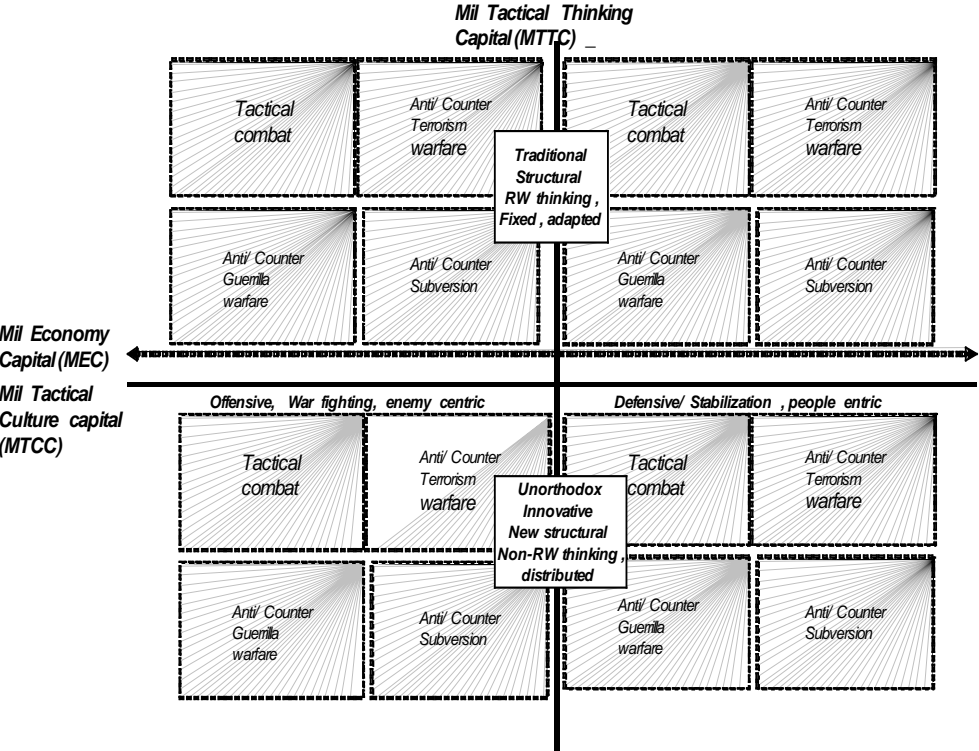 Mil Tactical Thinking
Capital (MTTC) _
Tactical
combat
Anti/ Counter
Terrorism
warfare
Tactical
combat
Anti/ Counter
Terrorism
warfare
Traditional
Structural
RW thinking ,
Fixed , adapted
Anti/ Counter
Guerrilla
warfare
Anti/ Counter
Subversion
Anti/ Counter
Guerrilla
warfare
Anti/ Counter
Subversion
Mil Economy
Capital (MEC)
Mil Tactical
Culture capital
(MTCC)
Offensive, War fighting, enemy centric
Defensive/ Stabilization , people entric
Tactical
combat
Anti/ Counter
Terrorism
warfare
Tactical
combat
Anti/ Counter
Terrorism
warfare
Unorthodox
Innovative
New structural
Non-RW thinking ,
distributed
Anti/ Counter
Guerrilla
warfare
Anti/ Counter
Subversion
Anti/ Counter
Guerrilla
warfare
Anti/ Counter
Subversion